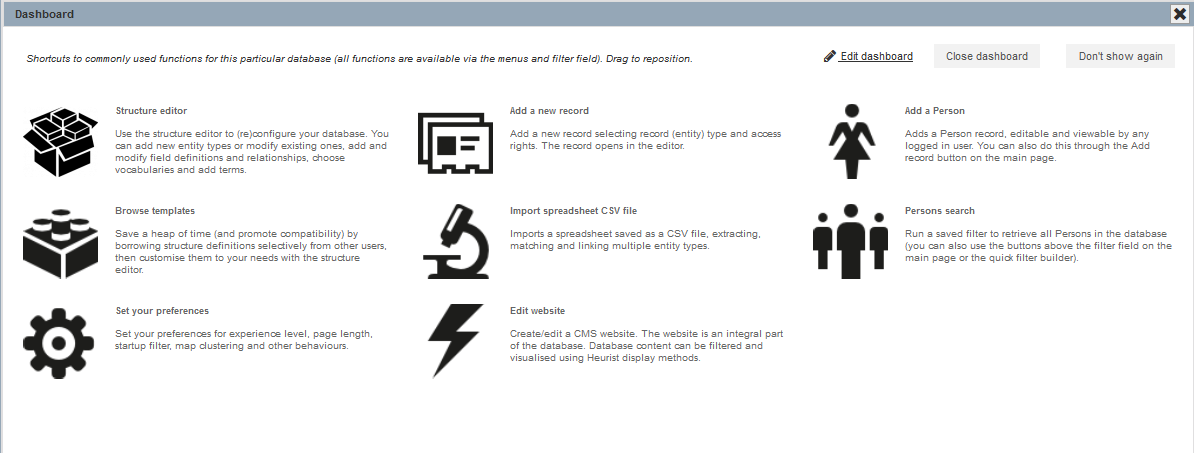 Dashboard
Shortcuts to commonly used functions for this particular database (all functions are available via the menus and filter field). Drag to reposition.
Edit dashboard
Close dashboard
Don't show again
Structure editor
Use the structure editor to (re)configure your database. You
can add new entity types or modify existing ones, add and
modify field definitions and relationships, choose
vocabularies and add terms.
Add a new record
Add a new record selecting record (entity) type and access
rights. The record opens in the editor.
Add a Person
Adds a Person record, editable and viewable by any
logged in user. You can also do this through the Add
record button on the main page.
Browse templates
Save a heap of time (and promote compatibility) by
borrowing structure definitions selectively from other users,
then customise them to your needs with the structure
editor.
Import spreadsheet CSV file
Imports a spreadsheet saved as a CSV file, extracting,
matching and linking multiple entity types.
Persons search
Run a saved filter to retrieve all Persons in the database
(you can also use the buttons above the filter field on the
main page or the quick filter builder).
Set your preferences
Set your preferences for experience level, page length,
startup filter, map clustering and other behaviours.
Edit website
Create/edit a CMS website. The website is an integral part
of the database. Database content can be filtered and
visualised using Heurist display methods.